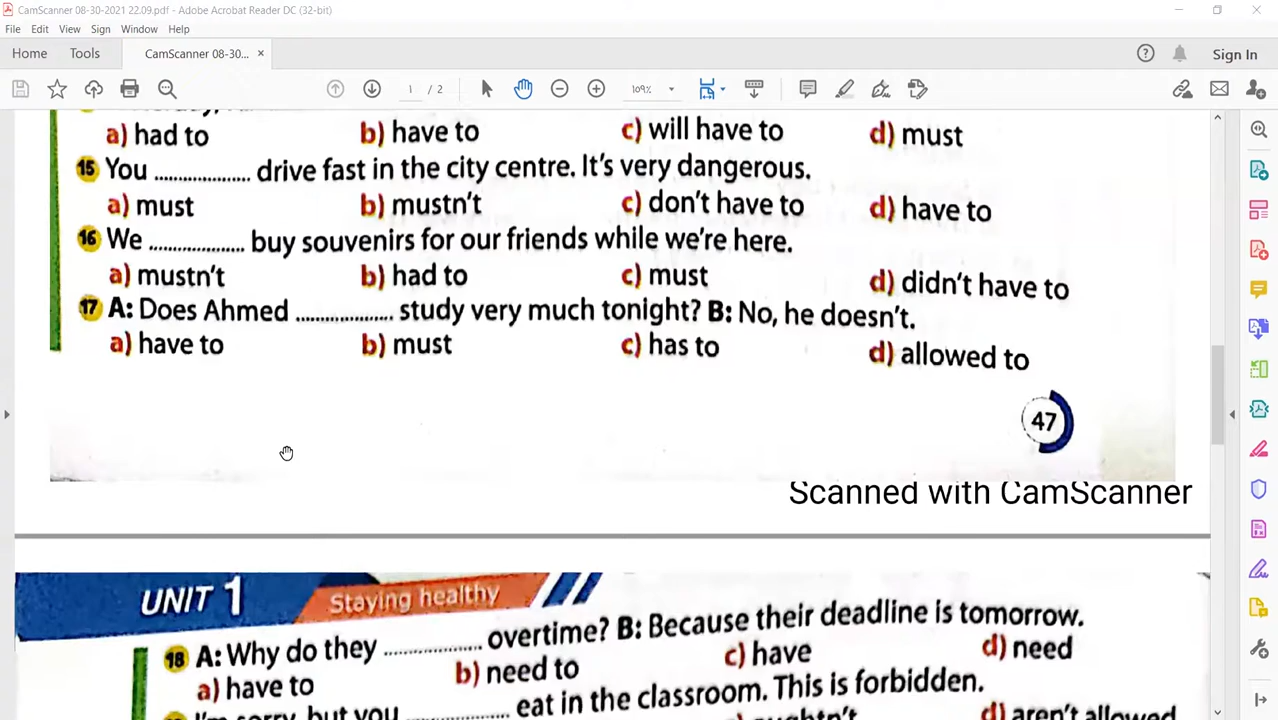 CamScanner 08-30-2021 22.09.pdf - Adobe Acrobat Reader DC (32-bit)
File Edit View Sign Window Help
Home Tools CamScanner 08-30... × Sign In
1 / 2 109%
a) had to b) have to c) will have to d) must
15 You .................. drive fast in the city centre. It's very dangerous.
a) must b) mustn't c) don't have to d) have to
16 We .................. buy souvenirs for our friends while we're here.
a) mustn't b) had to c) must d) didn't have to
17 A: Does Ahmed .................. study very much tonight? B: No, he doesn't.
a) have to b) must c) has to d) allowed to
47
Scanned with CamScanner
UNIT 1 Staying healthy
18 A: Why do they .................. overtime? B: Because their deadline is tomorrow.
a) have to b) need to c) have d) need
I'm sorry, but you .................. eat in the classroom. This is forbidden.
d) aren't allowed